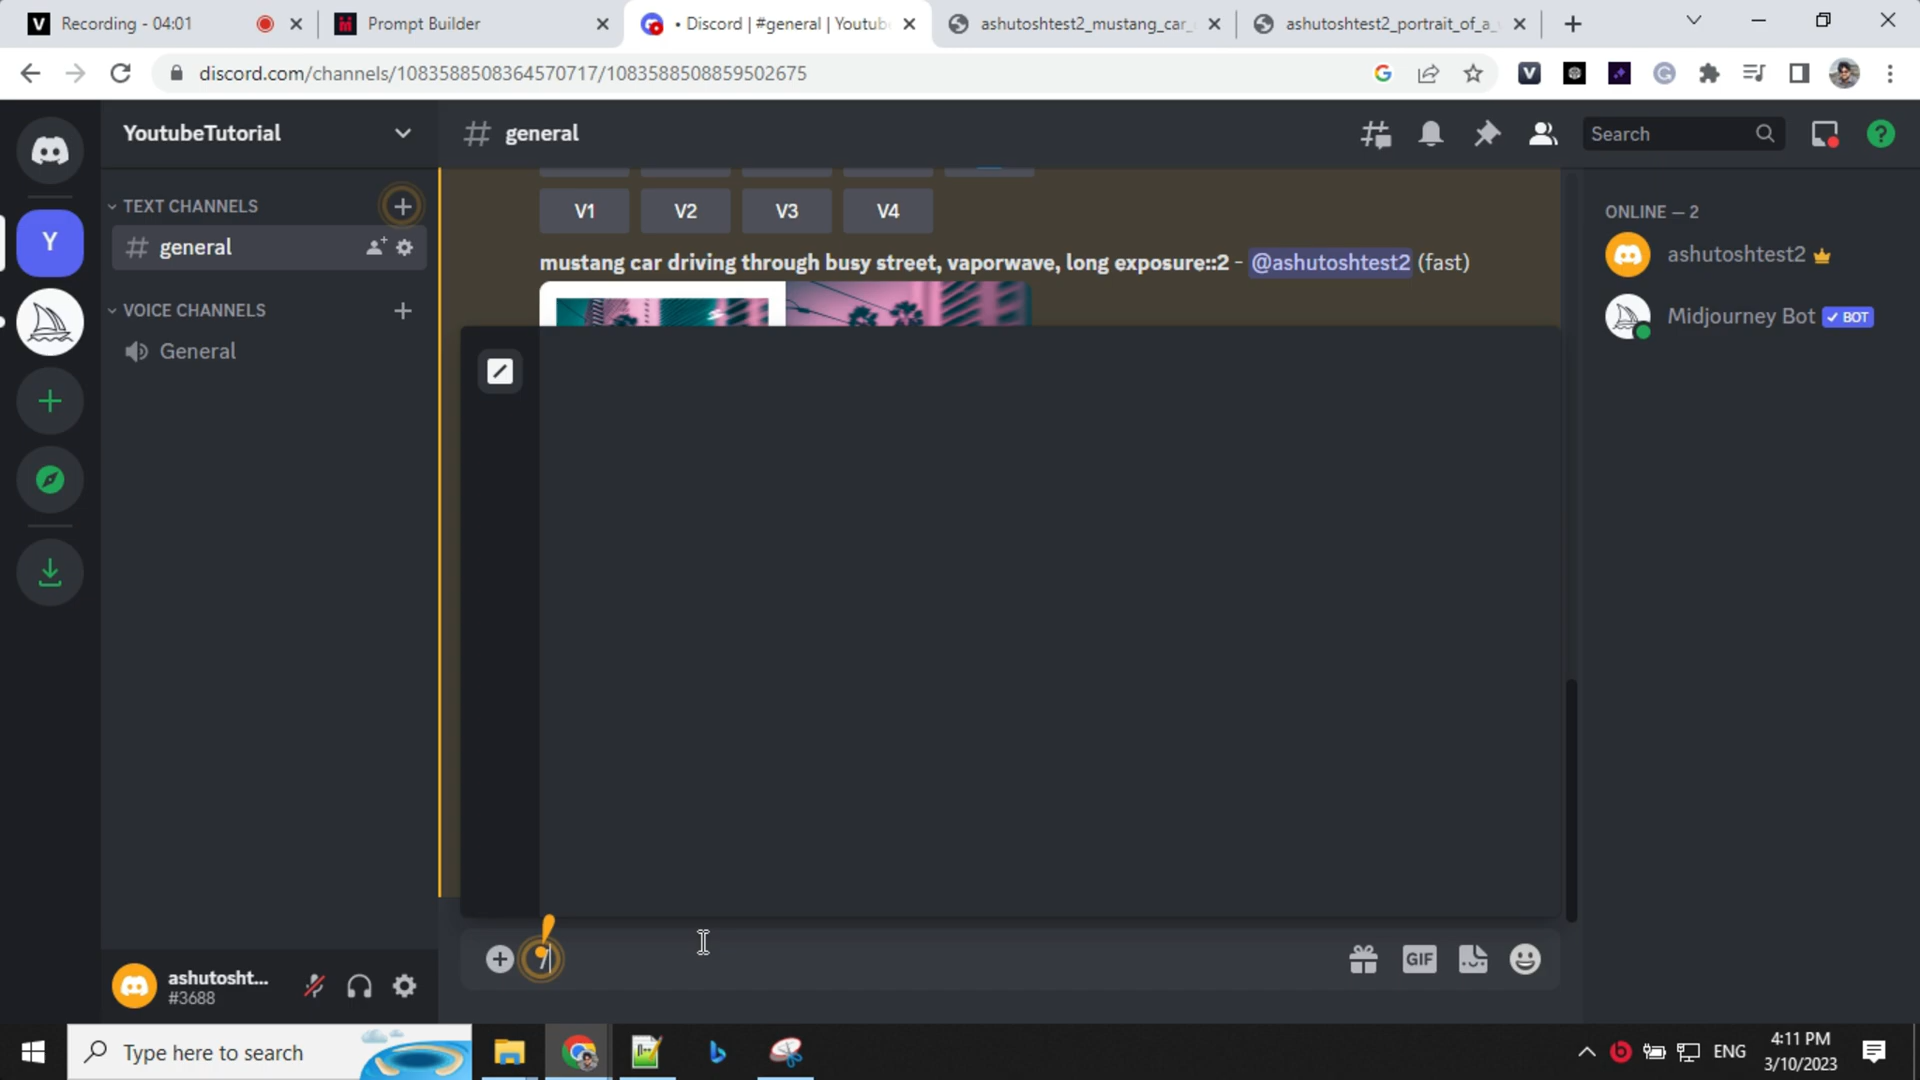 Recording - 04:01
Prompt Builder
• Discord | #general | Youtub
ashutoshtest2_mustang_car_
ashutoshtest2_portrait_of_a_
discord.com/channels/1083588508364570717/1083588508859502675
YoutubeTutorial
general
Search
TEXT CHANNELS
general
VOICE CHANNELS
General
V1 V2 V3 V4
mustang car driving through busy street, vaporwave, long exposure::2 - @ashutoshtest2 (fast)
ONLINE — 2
ashutoshtest2
Midjourney Bot ✓ BOT
Y
/
GIF
ashutosht...
#3688
Type here to search
ENG
4:11 PM
3/10/2023